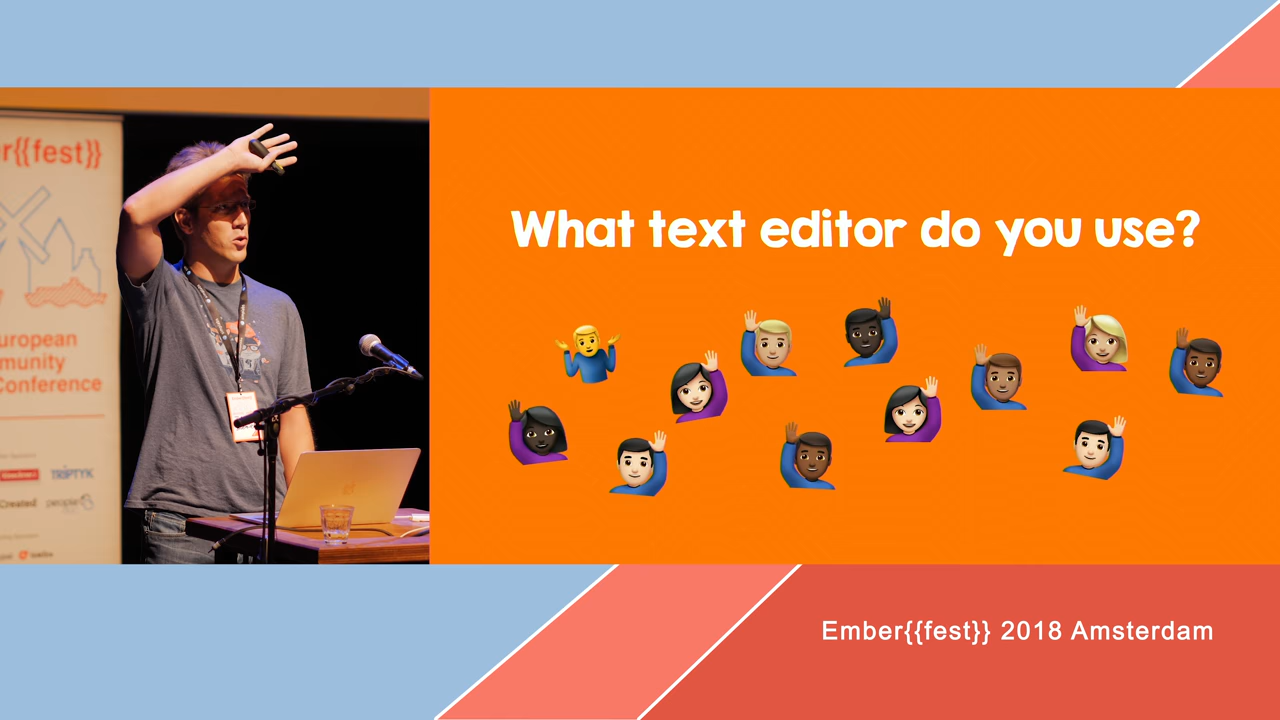 r{{fest}}
uropean
munity
Conference
TRIPTYK
Created
people
What text editor do you use?
Ember{{fest}} 2018 Amsterdam